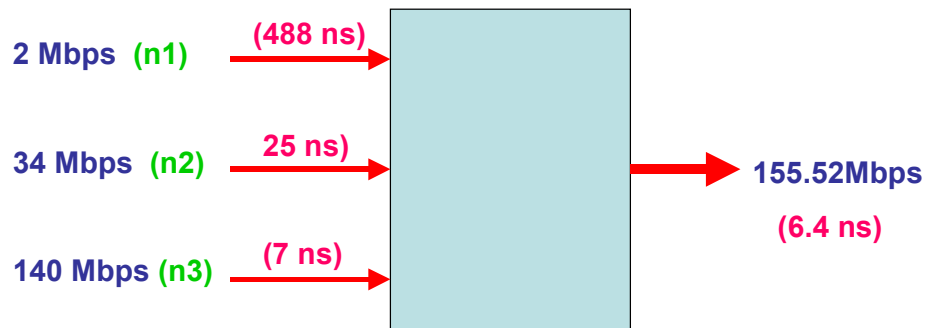 (488 ns)
2 Mbps (n1)
25 ns)
34 Mbps (n2)
155.52Mbps
(6.4 ns)
(7 ns)
140 Mbps (n3)